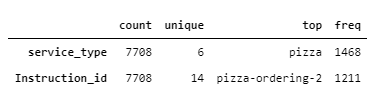 count unique top freq
service_type 7708 6 pizza 1468
Instruction_id 7708 14 pizza-ordering-2 1211